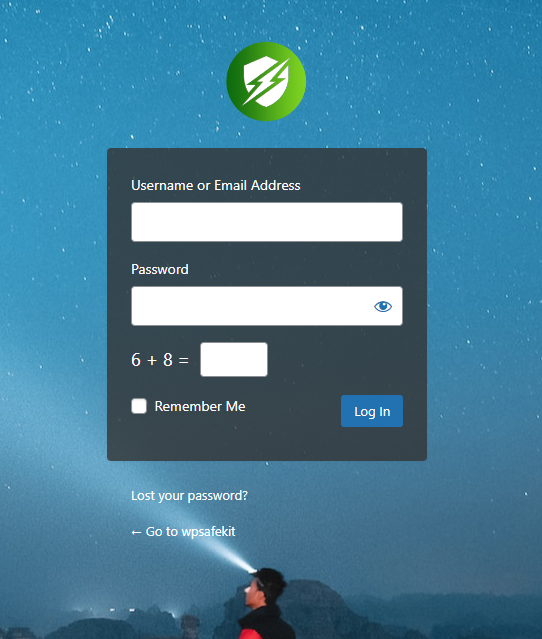 Username or Email Address
Password
6 + 8 =
Remember Me
Log In
Lost your password?
← Go to wpsafekit